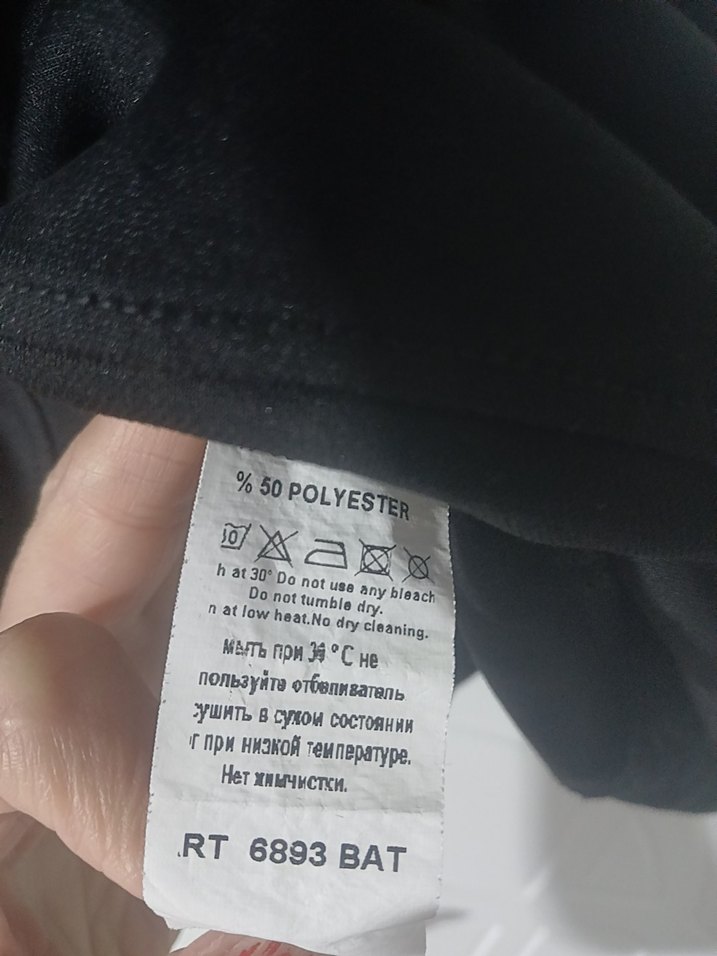 % 50 POLYESTER
h at 30° Do not use any bleach
Do not tumble dry.
n at low heat.No dry cleaning.
мыть при °C не
пользуйте отбеливатель
сушить в сухом состоянии
г при низкой температуре.
Нет химчистки.
RT 6893 BAT